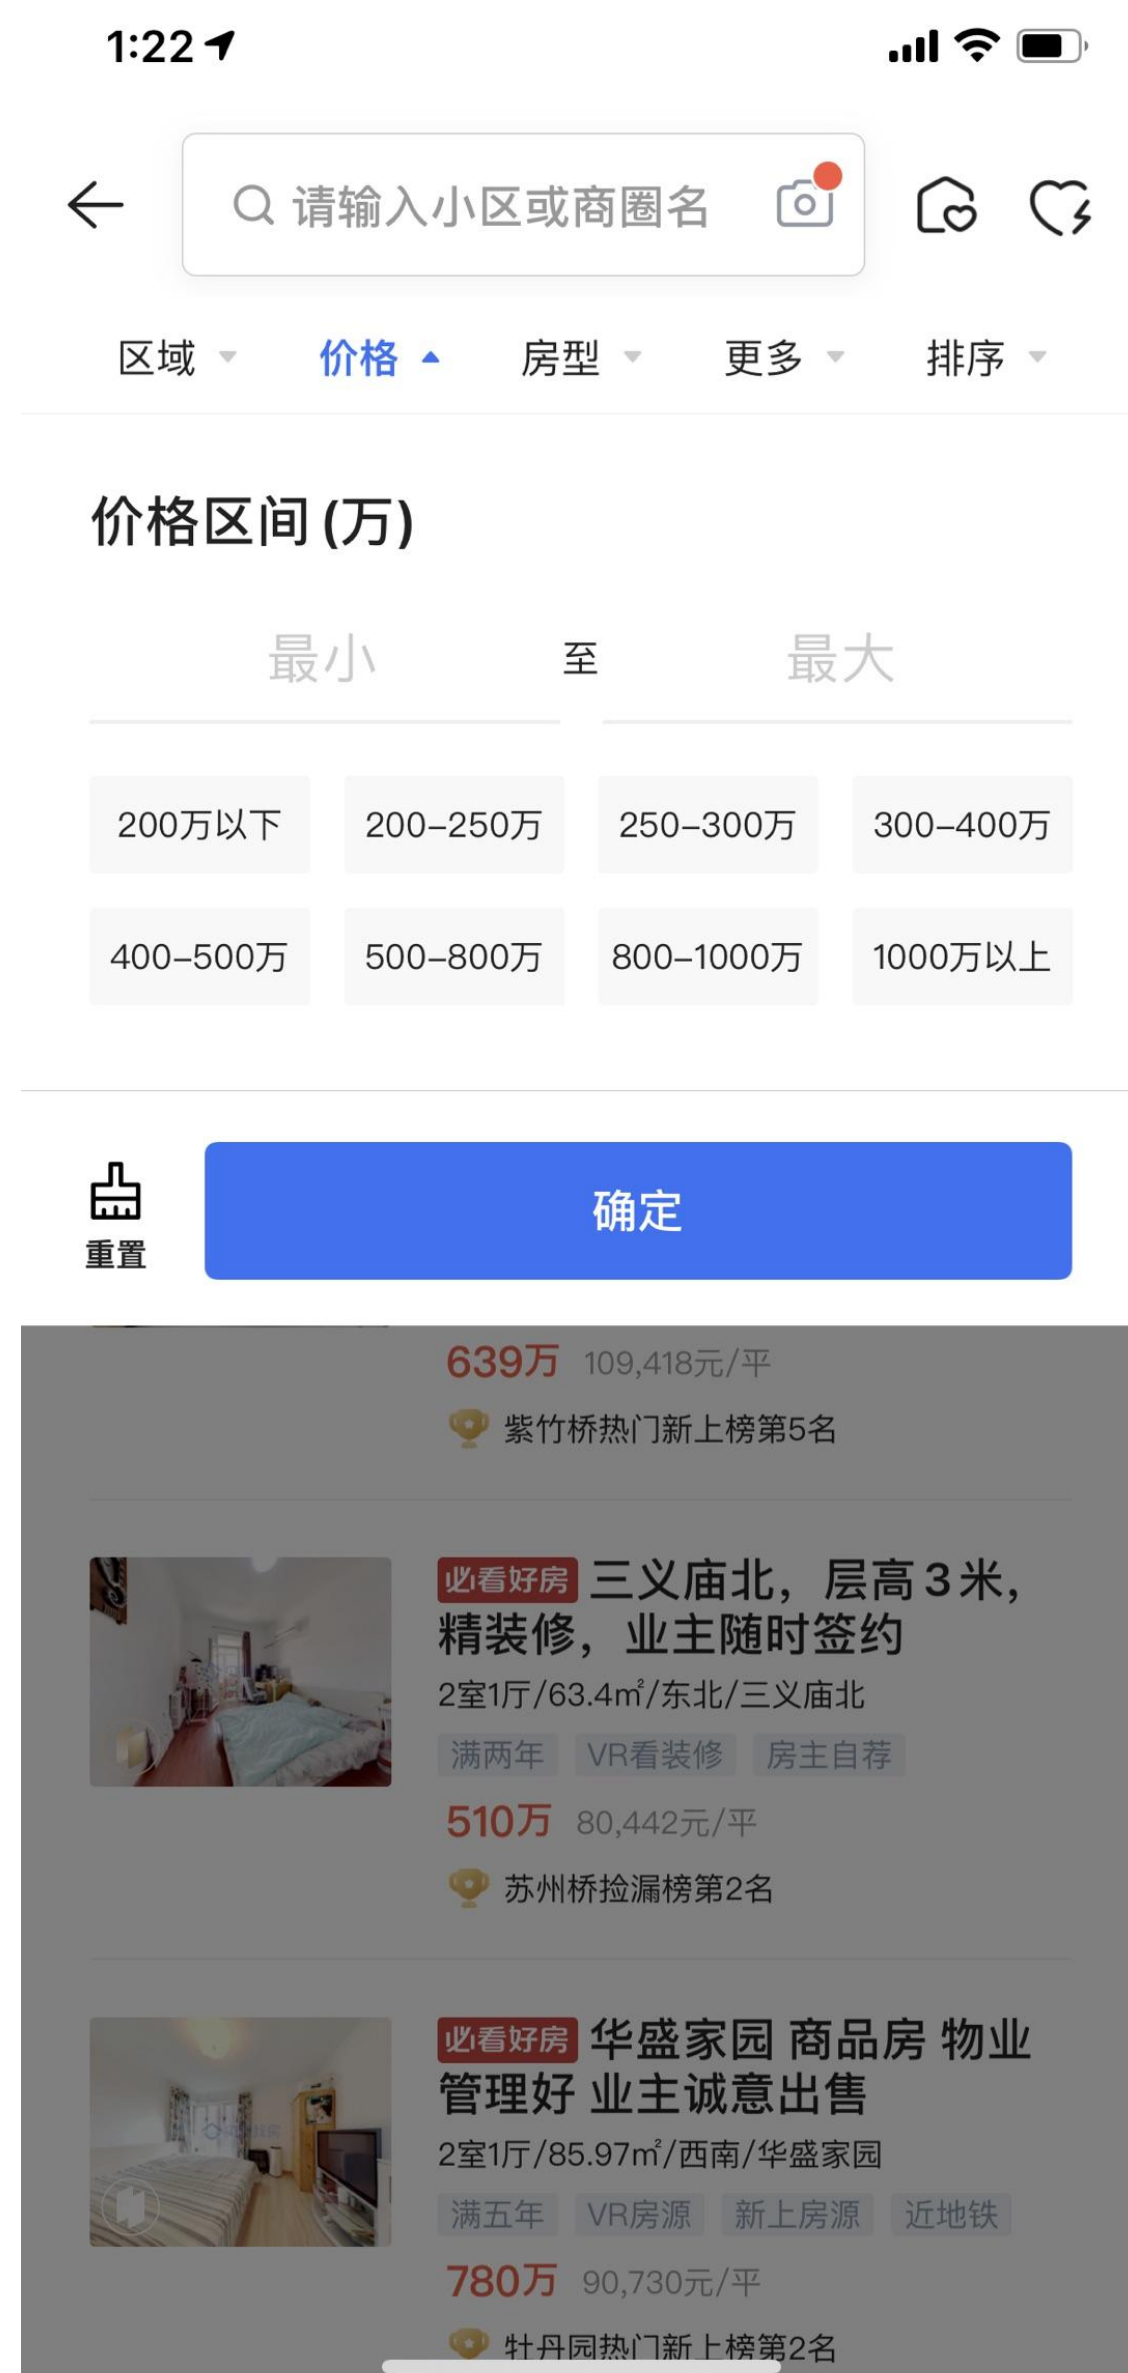 1:22
请输入小区或商圈名
区域 价格 房型 更多 排序
价格区间(万)
最小 至 最大
200万以下 200-250万 250-300万 300-400万
400-500万 500-800万 800-1000万 1000万以上
重置 确定
639万 109,418元/平
紫竹桥热门新上榜第5名
必看好房 三义庙北，层高3米，
精装修，业主随时签约
2室1厅/63.4㎡/东北/三义庙北
满两年 VR看装修 房主自荐
510万 80,442元/平
苏州桥捡漏榜第2名
必看好房 华盛家园 商品房 物业
管理好 业主诚意出售
2室1厅/85.97㎡/西南/华盛家园
满五年 VR房源 新上房源 近地铁
780万 90,730元/平
牡丹园热门新上榜第2名